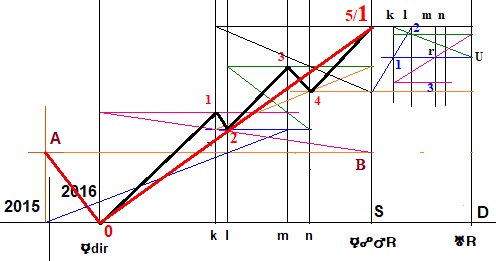 5/1
k l m n
2
U
r
1
3
3
4
1
2
A
B
2016
2015
0
S
D
k l m n
☿dir
☿☍♂R
♅R